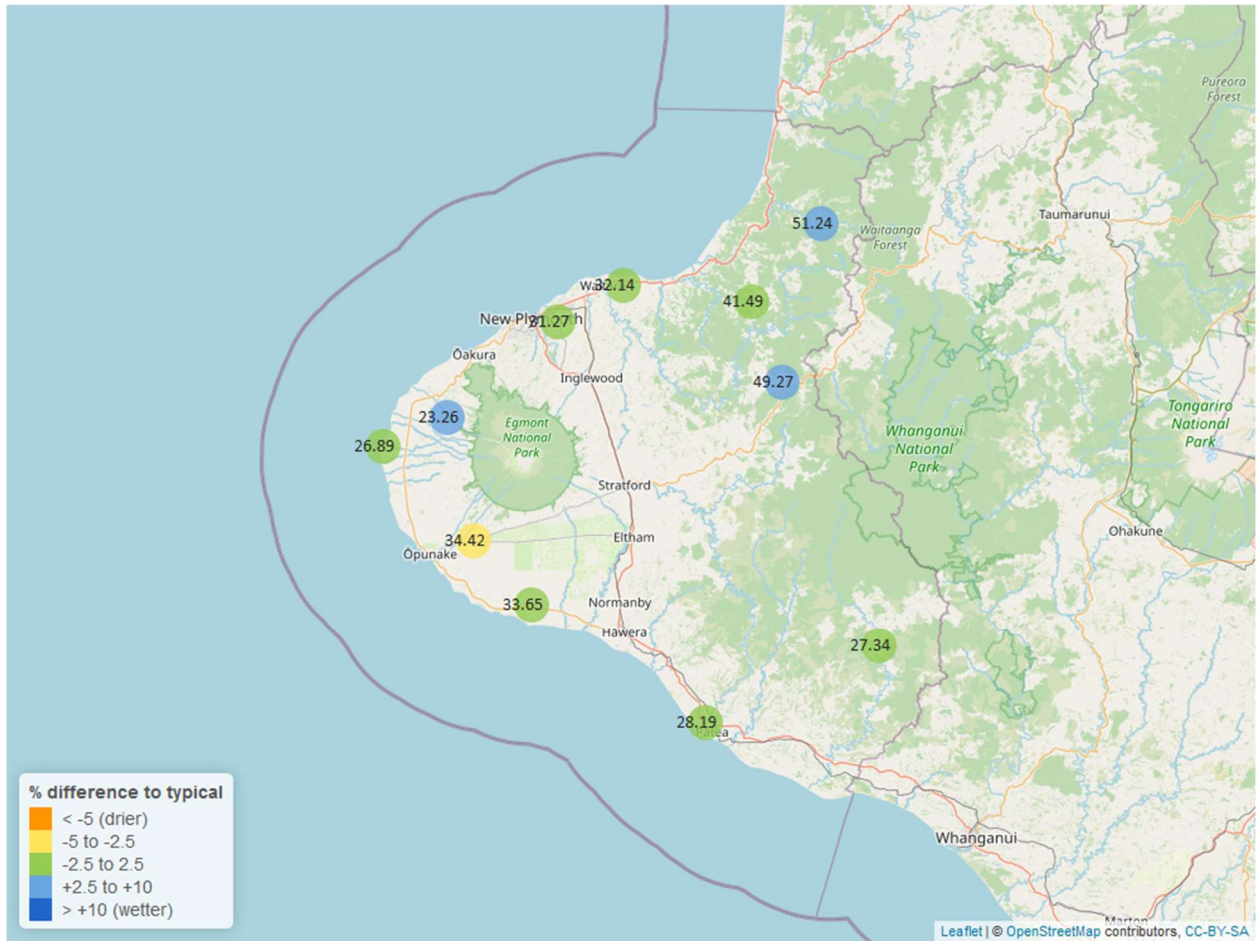 Pureora
Forest
Taumarunui
51.24
Waitaanga
Forest
32.14
41.49
31.27
Ōakura
Inglewood
49.27
23.26
Egmont
National
Park
26.89
Whanganui
National
Park
Tongariro
National
Park
Stratford
34.42
Ōpunake
Eltham
Ohakune
33.65
Normanby
Hawera
27.34
28.19
Patea
% difference to typical
< -5 (drier)
-5 to -2.5
-2.5 to 2.5
+2.5 to +10
> +10 (wetter)
Whanganui
Marton
Leaflet | © OpenStreetMap contributors, CC-BY-SA